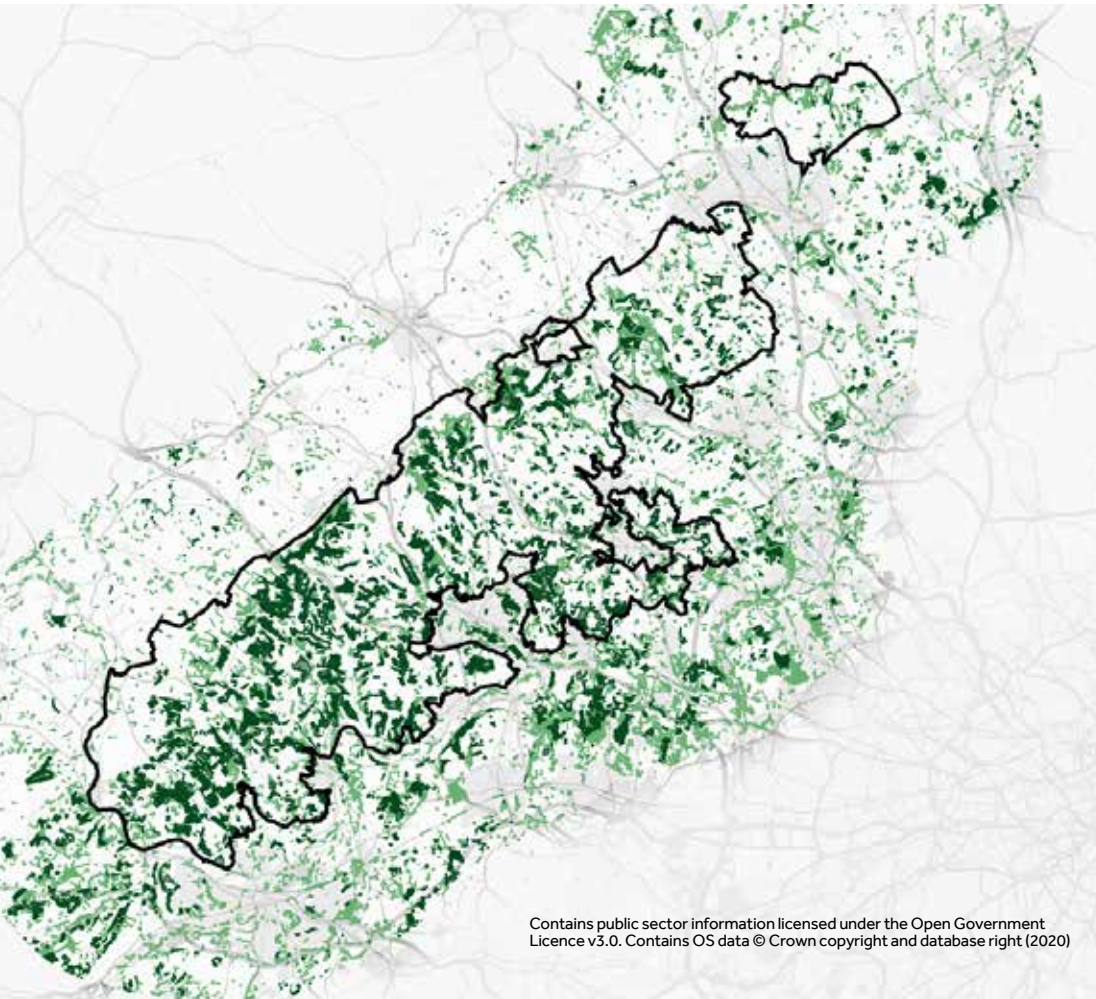 Contains public sector information licensed under the Open Government
Licence v3.0. Contains OS data © Crown copyright and database right (2020)